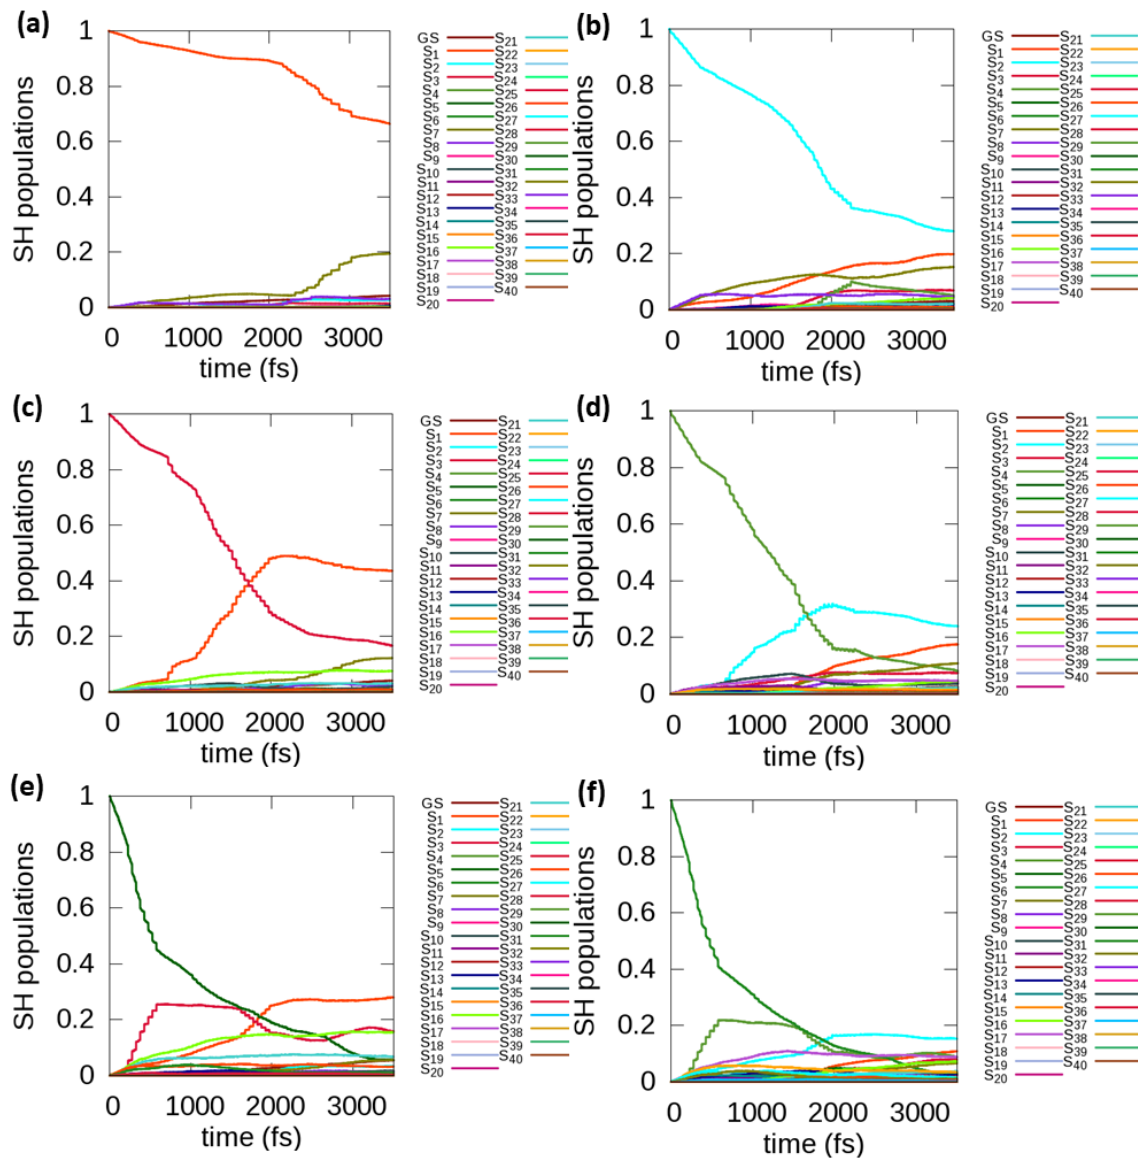 (a)
1
0.8
0.6
0.4
0.2
0
0 1000 2000 3000
SH populations
time (fs)
GS S21
S1 S22
S2 S23
S3 S24
S4 S25
S5 S26
S6 S27
S7 S28
S8 S29
S9 S30
S10 S31
S11 S32
S12 S33
S13 S34
S14 S35
S15 S36
S16 S37
S17 S38
S18 S39
S19 S40
S20
(b)
1
0.8
0.6
0.4
0.2
0
0 1000 2000 3000
SH populations
time (fs)
GS S21
S1 S22
S2 S23
S3 S24
S4 S25
S5 S26
S6 S27
S7 S28
S8 S29
S9 S30
S10 S31
S11 S32
S12 S33
S13 S34
S14 S35
S15 S36
S16 S37
S17 S38
S18 S39
S19 S40
S20
(c)
1
0.8
0.6
0.4
0.2
0
0 1000 2000 3000
SH populations
time (fs)
GS S21
S1 S22
S2 S23
S3 S24
S4 S25
S5 S26
S6 S27
S7 S28
S8 S29
S9 S30
S10 S31
S11 S32
S12 S33
S13 S34
S14 S35
S15 S36
S16 S37
S17 S38
S18 S39
S19 S40
S20
(d)
1
0.8
0.6
0.4
0.2
0
0 1000 2000 3000
SH populations
time (fs)
GS S21
S1 S22
S2 S23
S3 S24
S4 S25
S5 S26
S6 S27
S7 S28
S8 S29
S9 S30
S10 S31
S11 S32
S12 S33
S13 S34
S14 S35
S15 S36
S16 S37
S17 S38
S18 S39
S19 S40
S20
(e)
1
0.8
0.6
0.4
0.2
0
0 1000 2000 3000
SH populations
time (fs)
GS S21
S1 S22
S2 S23
S3 S24
S4 S25
S5 S26
S6 S27
S7 S28
S8 S29
S9 S30
S10 S31
S11 S32
S12 S33
S13 S34
S14 S35
S15 S36
S16 S37
S17 S38
S18 S39
S19 S40
S20
(f)
1
0.8
0.6
0.4
0.2
0
0 1000 2000 3000
SH populations
time (fs)
GS S21
S1 S22
S2 S23
S3 S24
S4 S25
S5 S26
S6 S27
S7 S28
S8 S29
S9 S30
S10 S31
S11 S32
S12 S33
S13 S34
S14 S35
S15 S36
S16 S37
S17 S38
S18 S39
S19 S40
S20